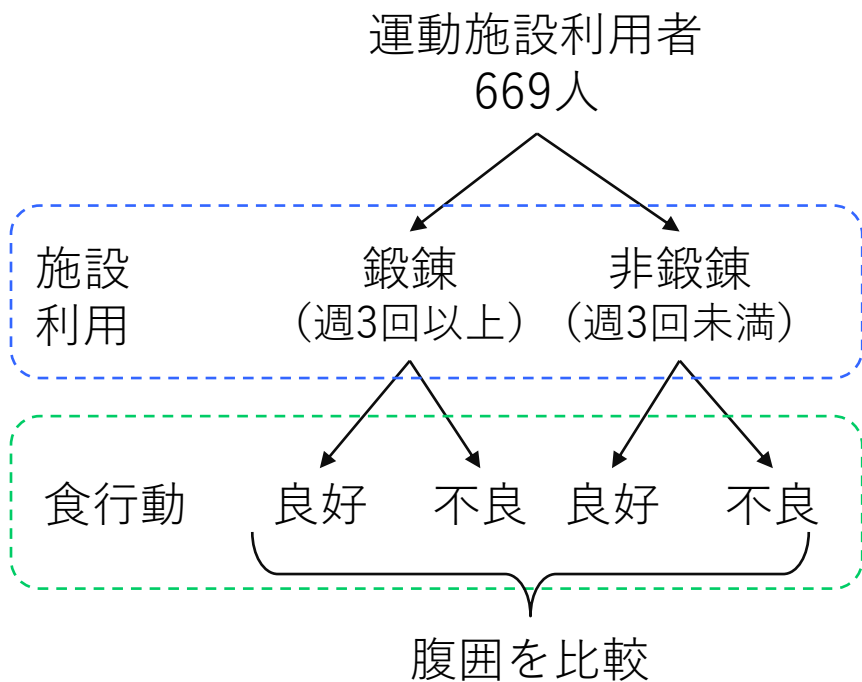 運動施設利用者
669人
施設
利用
鍛錬
（週3回以上）
非鍛錬
（週3回未満）
食行動
良好
不良
良好
不良
腹囲を比較